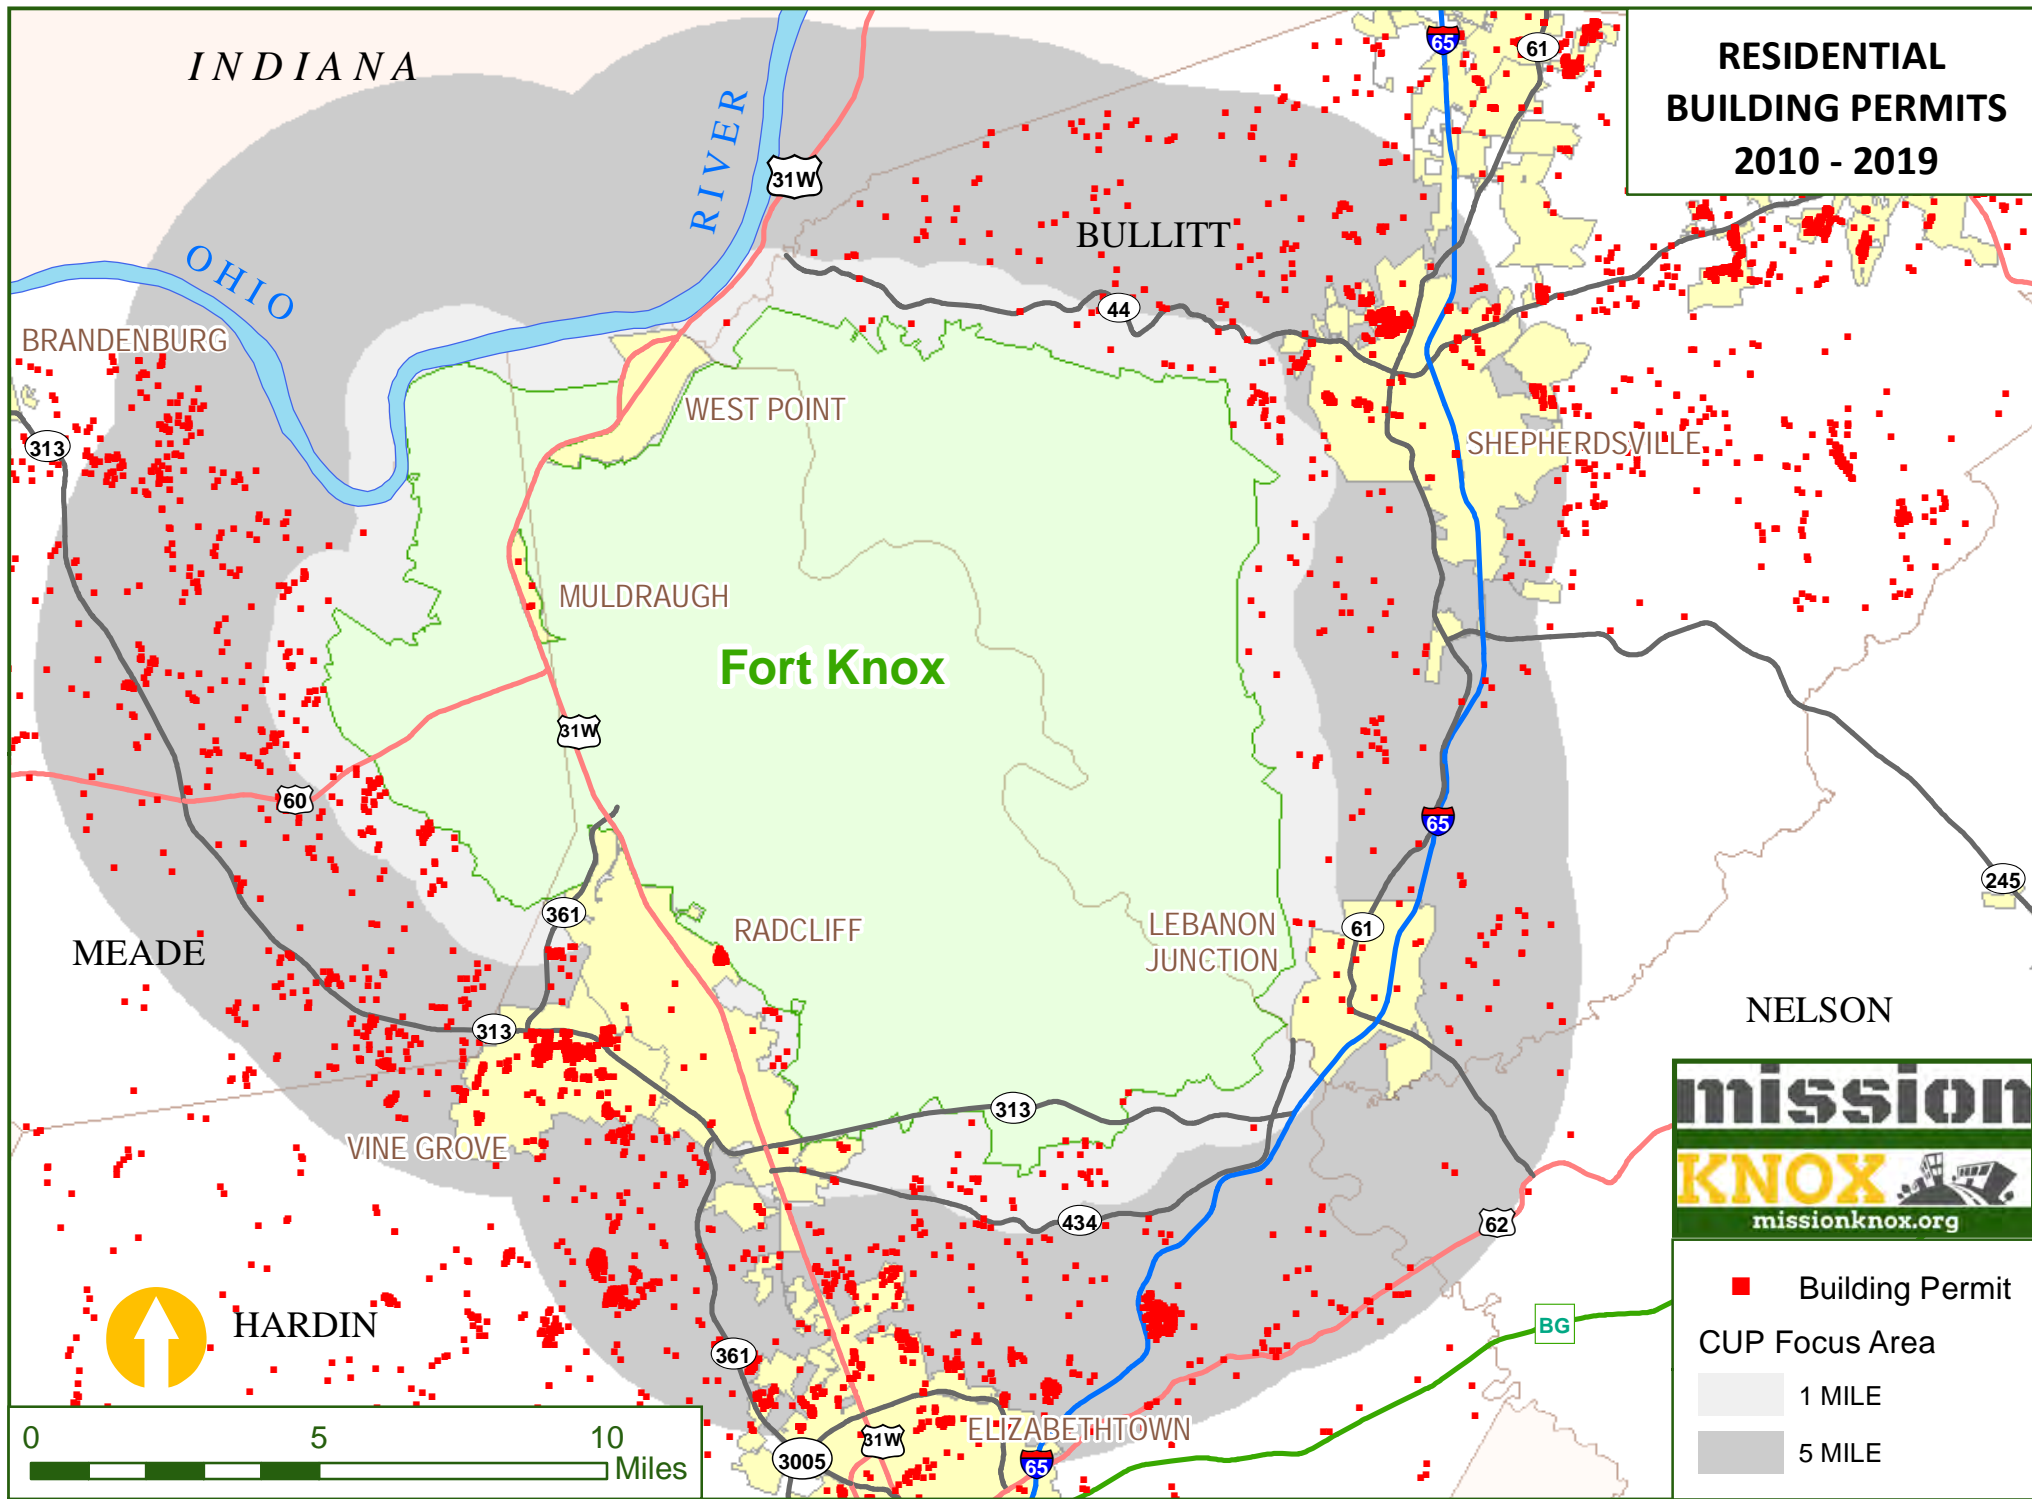 RESIDENTIAL
BUILDING PERMITS
2010 - 2019
INDIANA
65
61
RIVER
31W
BULLITT
OHIO
44
BRANDENBURG
WEST POINT
313
SHEPHERDSVILLE
MULDRAUGH
Fort Knox
31W
60
65
245
361
RADCLIFF
LEBANON
JUNCTION
61
MEADE
NELSON
313
313
VINE GROVE
434
62
mission
KNOX
missionknox.org
HARDIN
BG
361
Building Permit
CUP Focus Area
1 MILE
5 MILE
ELIZABETHTOWN
31W
3005
65
0 5 10
Miles